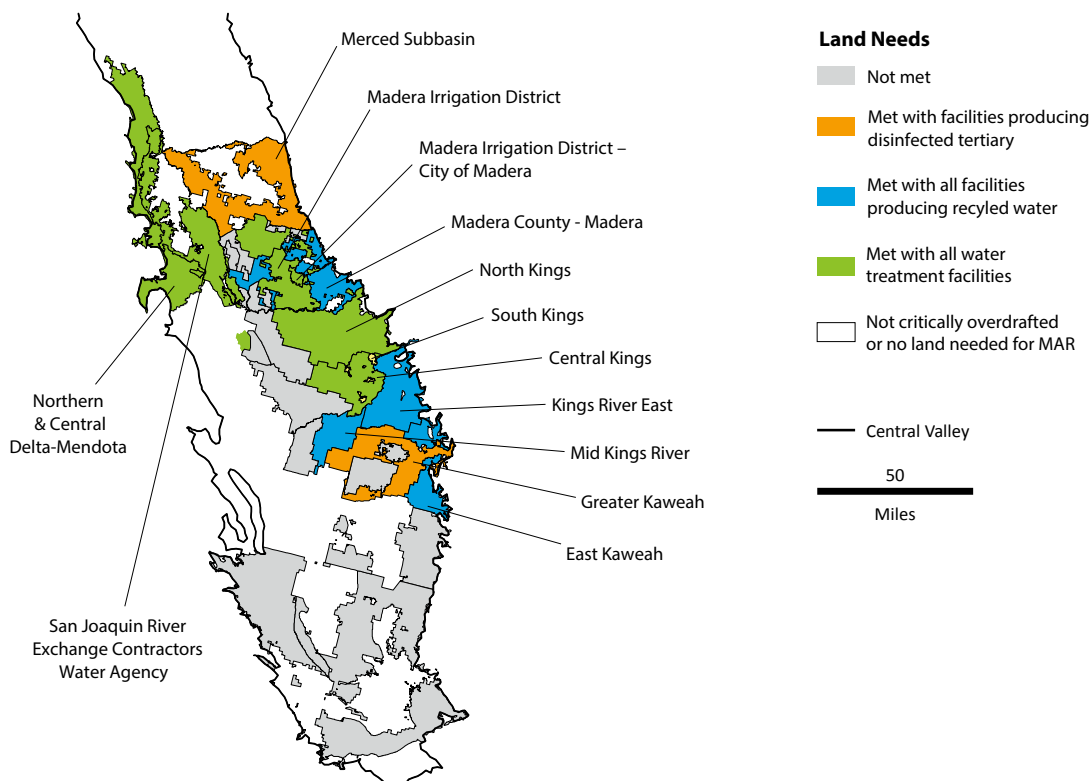 Merced Subbasin
Madera Irrigation District
Madera Irrigation District –
City of Madera
Madera County - Madera
North Kings
South Kings
Central Kings
Kings River East
Mid Kings River
Greater Kaweah
East Kaweah
Northern
& Central
Delta-Mendota
San Joaquin River
Exchange Contractors
Water Agency
Land Needs
Not met
Met with facilities producing
disinfected tertiary
Met with all facilities
producing recyled water
Met with all water
treatment facilities
Not critically overdrafted
or no land needed for MAR
Central Valley
50
Miles